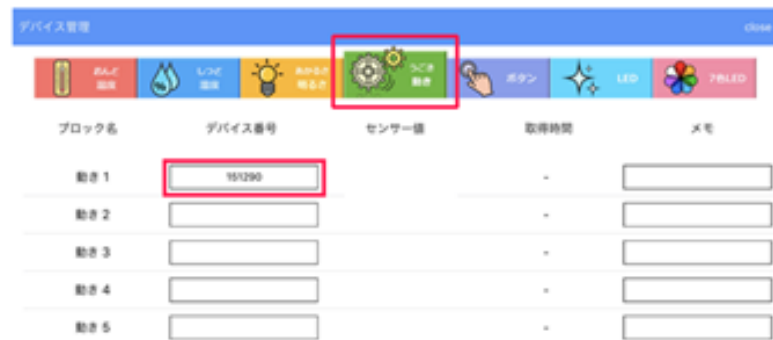 デバイス管理 close
おんど しつど あかるさ うごき
温度 湿度 明るさ 動き ボタン LED 7色LED
ブロック名 デバイス番号 センサー値 取得時間 メモ
動き 1 151290 -
動き 2 -
動き 3 -
動き 4 -
動き 5 -